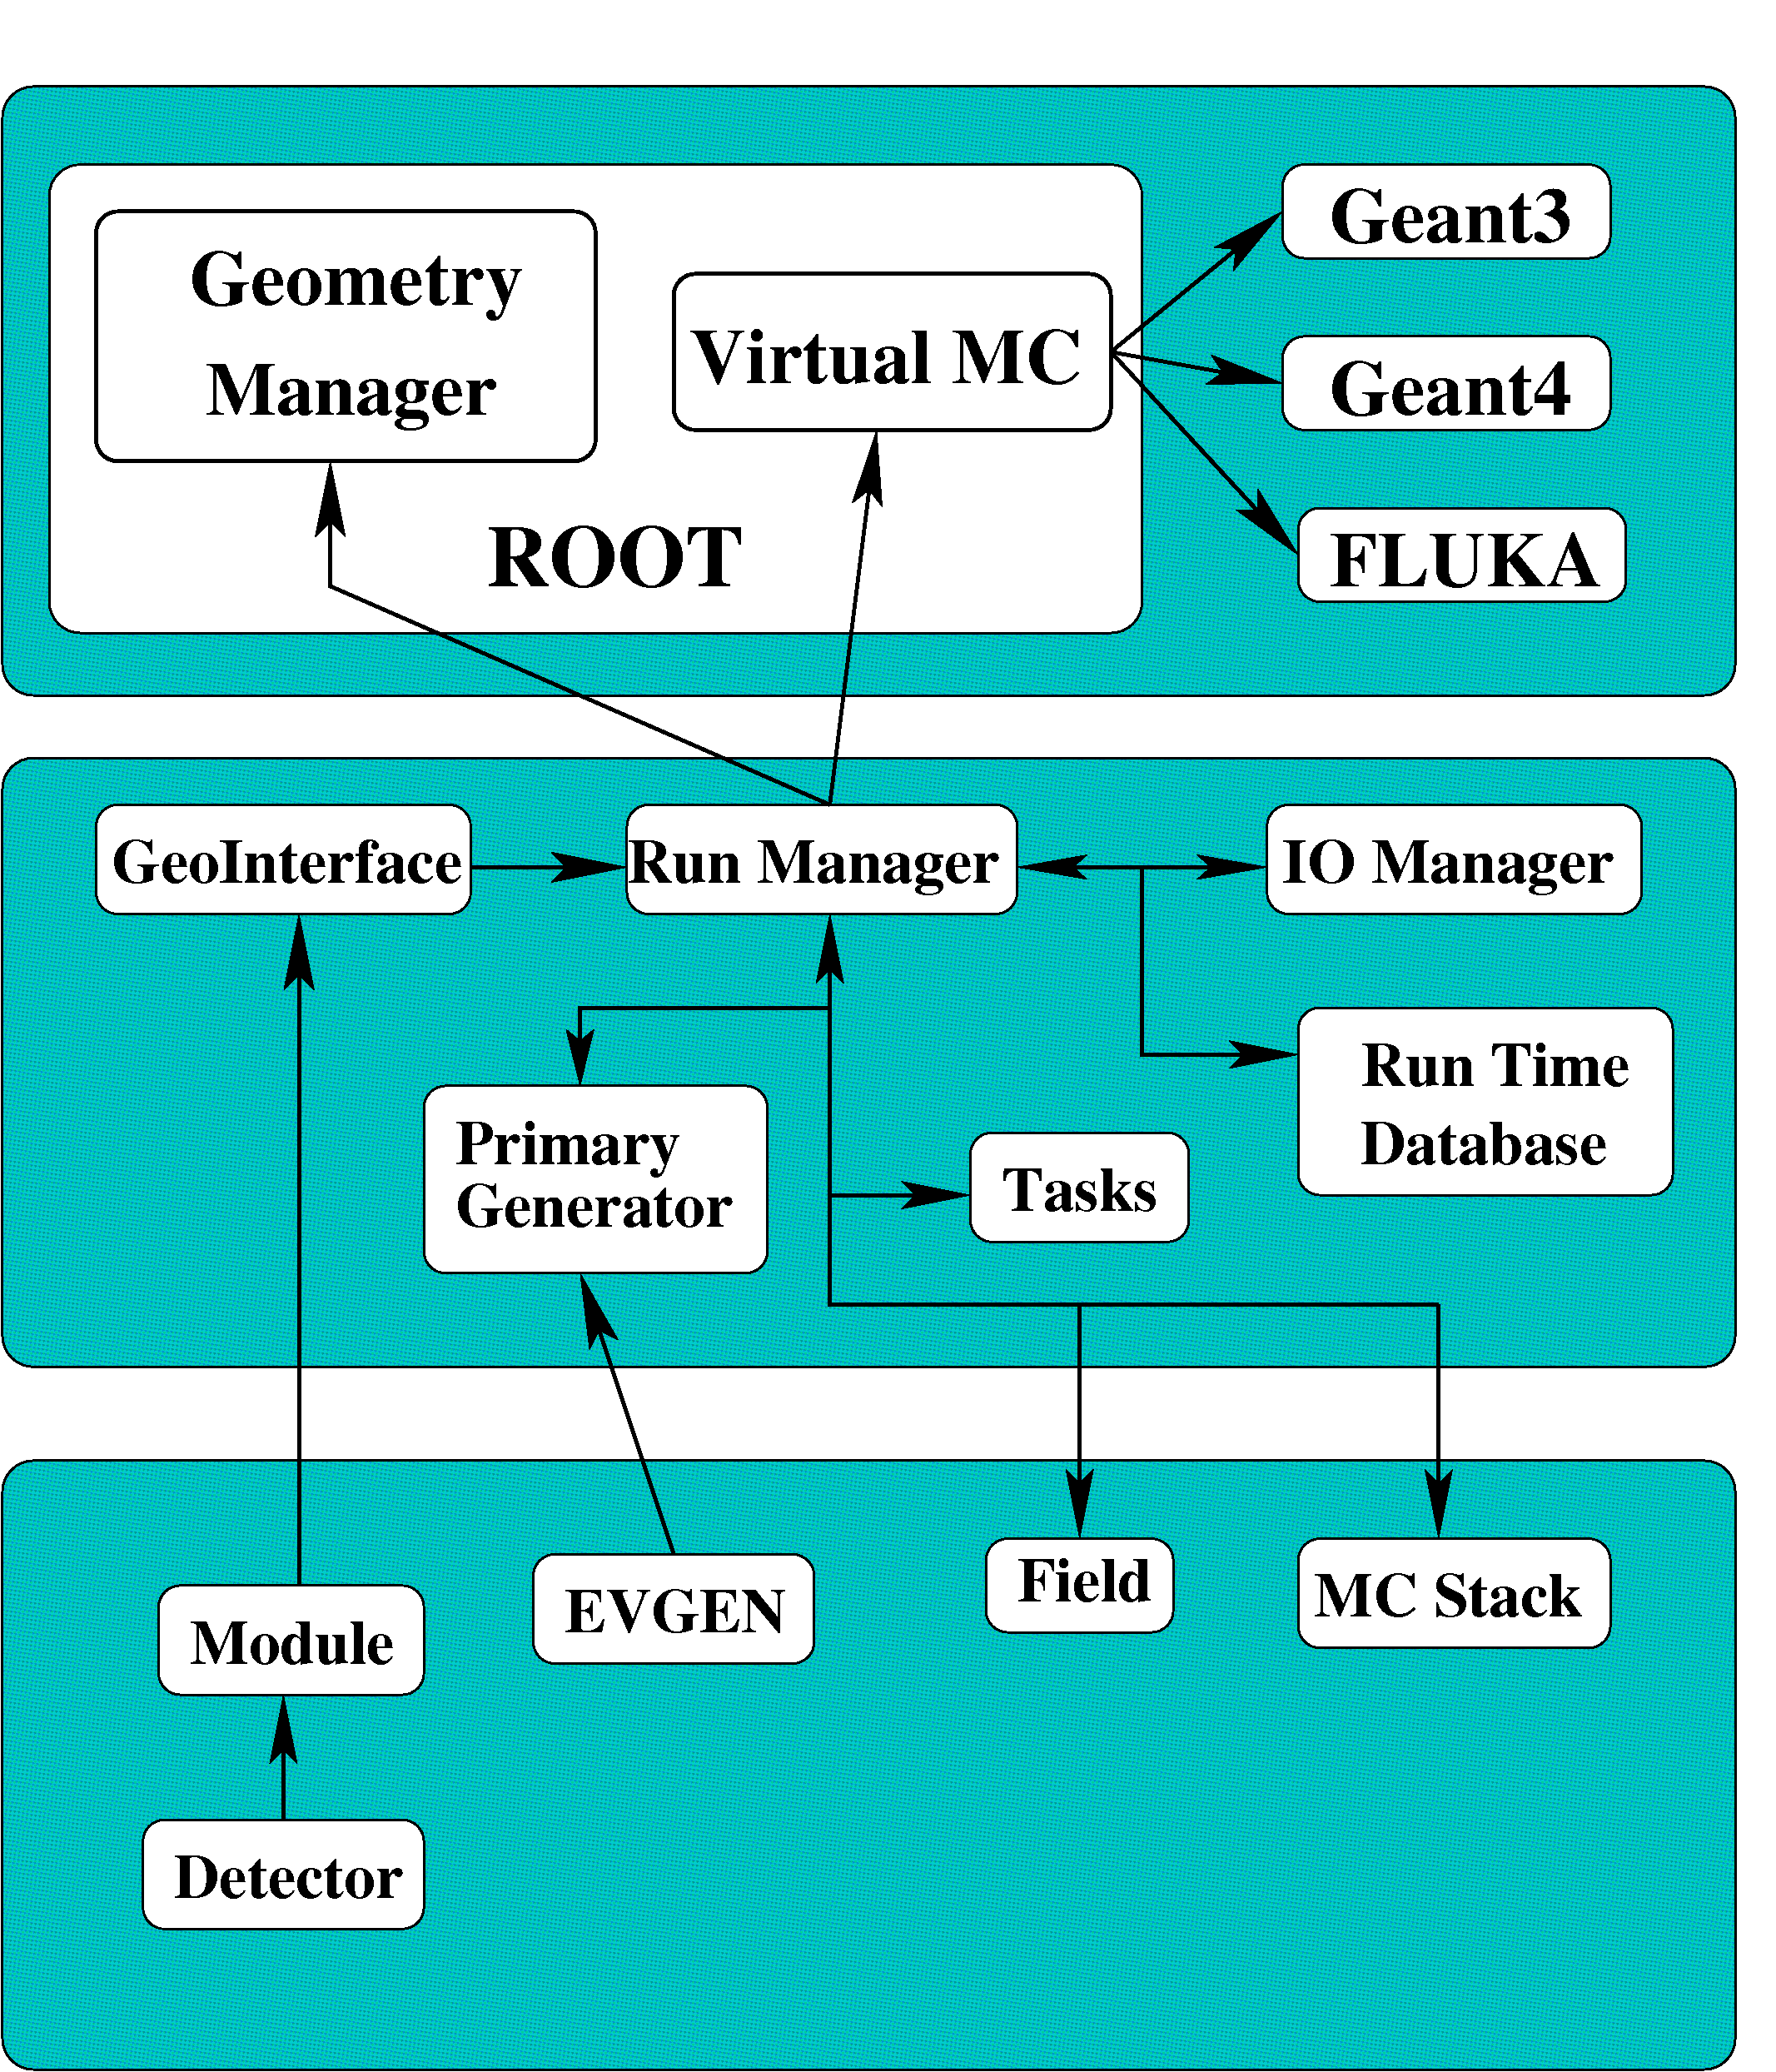 Geometry
Manager
Virtual MC
ROOT
Geant3
Geant4
FLUKA
GeoInterface
Run Manager
IO Manager
Primary
Generator
Tasks
Run Time
Database
Module
EVGEN
Field
MC Stack
Detector